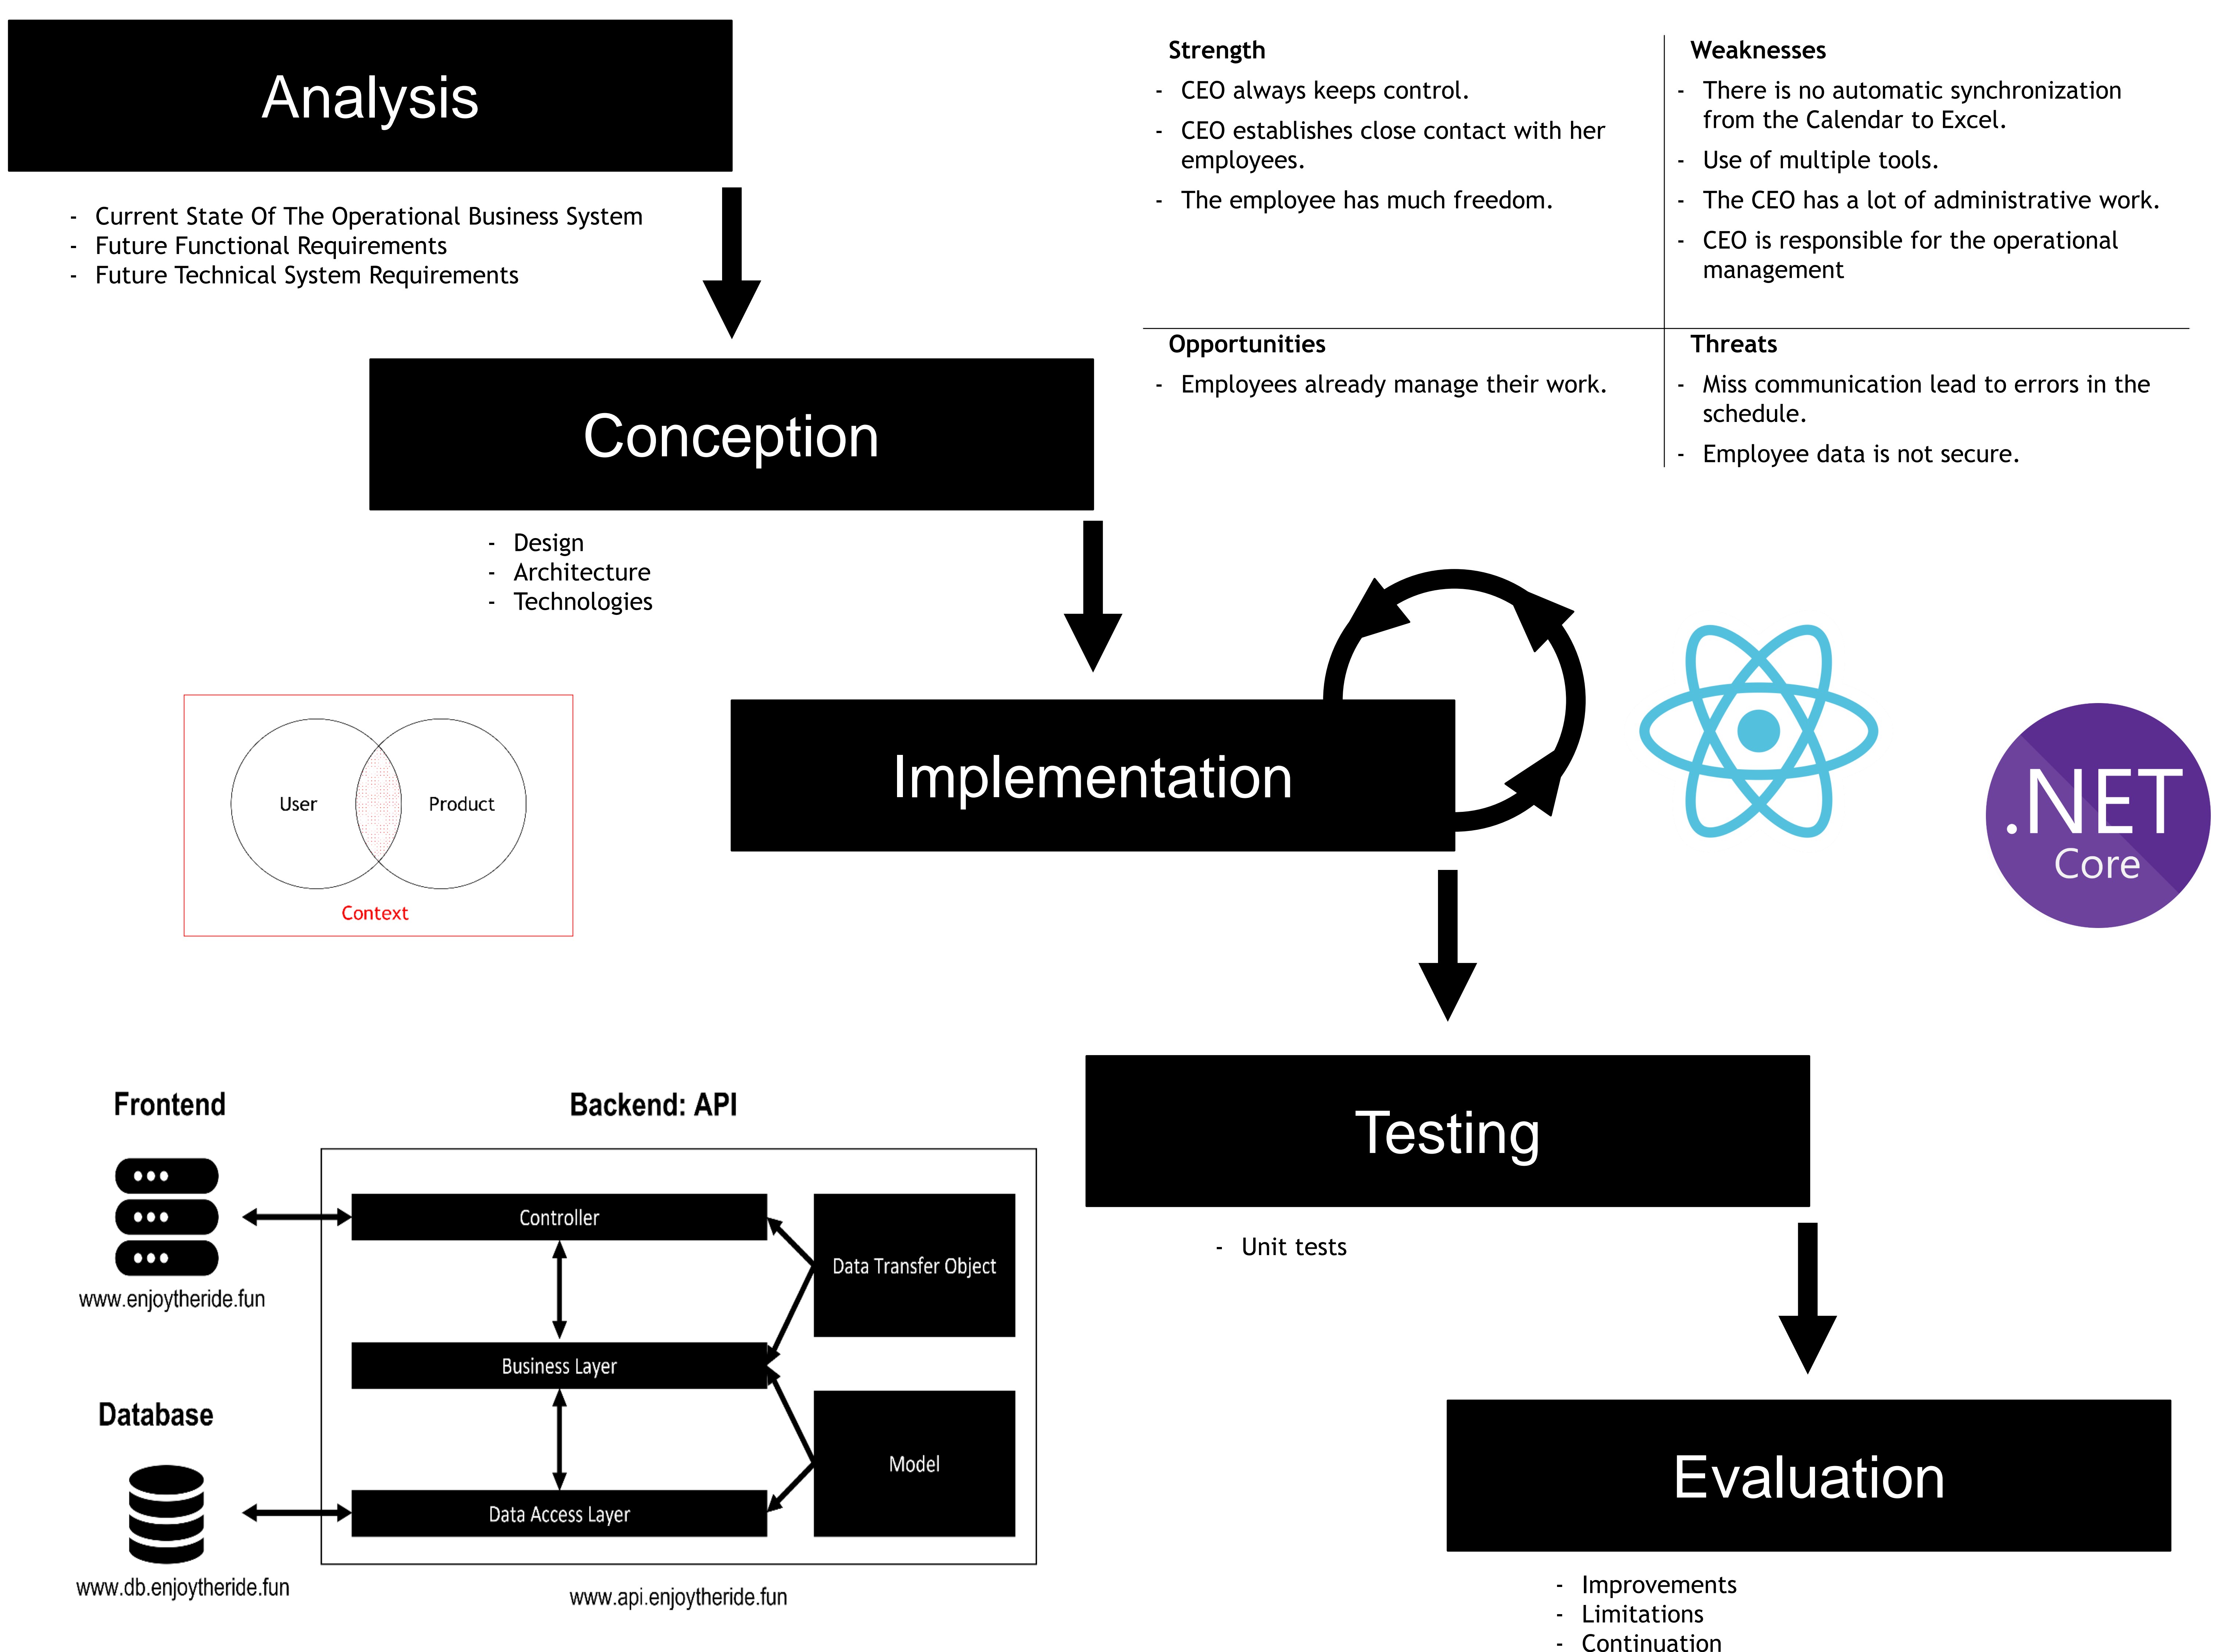 Analysis
- Current State Of The Operational Business System
- Future Functional Requirements
- Future Technical System Requirements
Strength
- CEO always keeps control.
- CEO establishes close contact with her
employees.
- The employee has much freedom.
Weaknesses
- There is no automatic synchronization
from the Calendar to Excel.
- Use of multiple tools.
- The CEO has a lot of administrative work.
- CEO is responsible for the operational
management
Opportunities
- Employees already manage their work.
Threats
- Miss communication lead to errors in the
schedule.
- Employee data is not secure.
Conception
- Design
- Architecture
- Technologies
User
Product
Context
Implementation
.NET
Core
Testing
- Unit tests
Frontend
www.enjoytheride.fun
Database
www.db.enjoytheride.fun
Backend: API
Controller
Data Transfer Object
Business Layer
Model
Data Access Layer
www.api.enjoytheride.fun
Evaluation
- Improvements
- Limitations
- Continuation